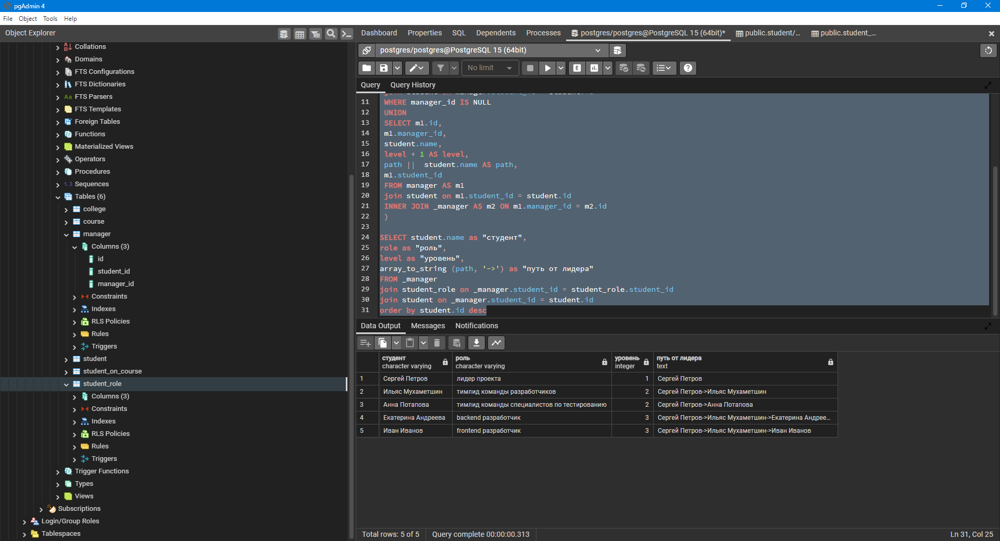 pgAdmin 4
File Object Tools Help
Object Explorer
Collations
Domains
FTS Configurations
FTS Dictionaries
Aa FTS Parsers
FTS Templates
Foreign Tables
Functions
Materialized Views
Operators
Procedures
1..3 Sequences
Tables (6)
college
course
manager
Columns (3)
id
student_id
manager_id
Constraints
Indexes
RLS Policies
Rules
Triggers
student
student_on_course
student_role
Columns (3)
Constraints
Indexes
RLS Policies
Rules
Triggers
Trigger Functions
Types
Views
Subscriptions
Login/Group Roles
Tablespaces
Dashboard Properties SQL Dependents Processes postgres/postgres@PostgreSQL 15 (64bit)* public.student/... public.student_...
postgres/postgres@PostgreSQL 15 (64bit)
No limit
Query Query History
11 WHERE manager_id IS NULL
12 UNION
13 SELECT m1.id,
14 m1.manager_id,
15 student.name,
16 level + 1 AS level,
17 path || student.name AS path,
18 m1.student_id
19 FROM manager AS m1
20 join student on m1.student_id = student.id
21 INNER JOIN _manager AS m2 ON m1.manager_id = m2.id
22 )
23
24 SELECT student.name as "студент",
25 role as "роль",
26 level as "уровень",
27 array_to_string (path, '->') as "путь от лидера"
28 FROM _manager
29 join student_role on _manager.student_id = student_role.student_id
30 join student on _manager.student_id = student.id
31 order by student.id desc
Data Output Messages Notifications
студент роль уровень путь от лидера
character varying character varying integer text
1 Сергей Петров лидер проекта 1 Сергей Петров
2 Ильяс Мухаметшин тимлид команды разработчиков 2 Сергей Петров->Ильяс Мухаметшин
3 Анна Потапова тимлид команды специалистов по тестированию 2 Сергей Петров->Анна Потапова
4 Екатерина Андреева backend разработчик 3 Сергей Петров->Ильяс Мухаметшин->Екатерина Андрее...
5 Иван Иванов frontend разработчик 3 Сергей Петров->Ильяс Мухаметшин->Иван Иванов
Total rows: 5 of 5 Query complete 00:00:00.313 Ln 31, Col 25